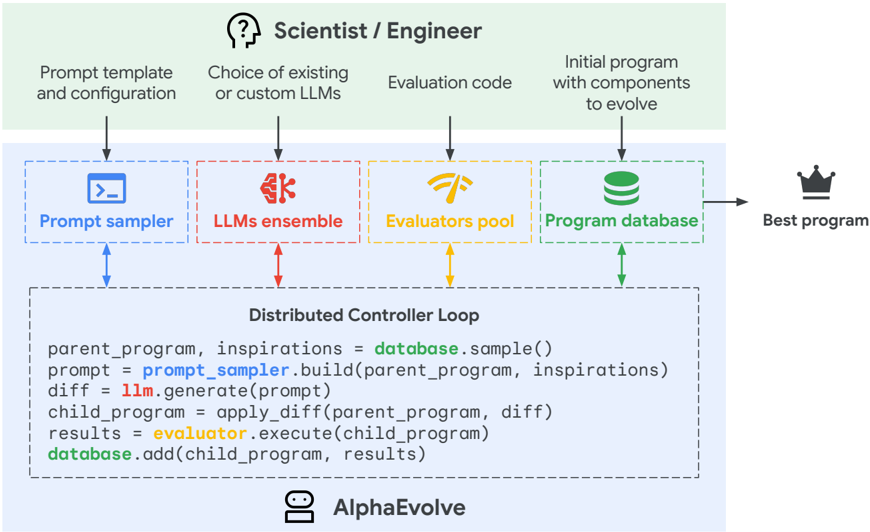 Scientist / Engineer
Prompt template
and configuration
Choice of existing
or custom LLMs
Evaluation code
Initial program
with components
to evolve
Prompt sampler
LLMs ensemble
Evaluators pool
Program database
Best program
Distributed Controller Loop
parent_program, inspirations = database.sample()
prompt = prompt_sampler.build(parent_program, inspirations)
diff = llm.generate(prompt)
child_program = apply_diff(parent_program, diff)
results = evaluator.execute(child_program)
database.add(child_program, results)
AlphaEvolve